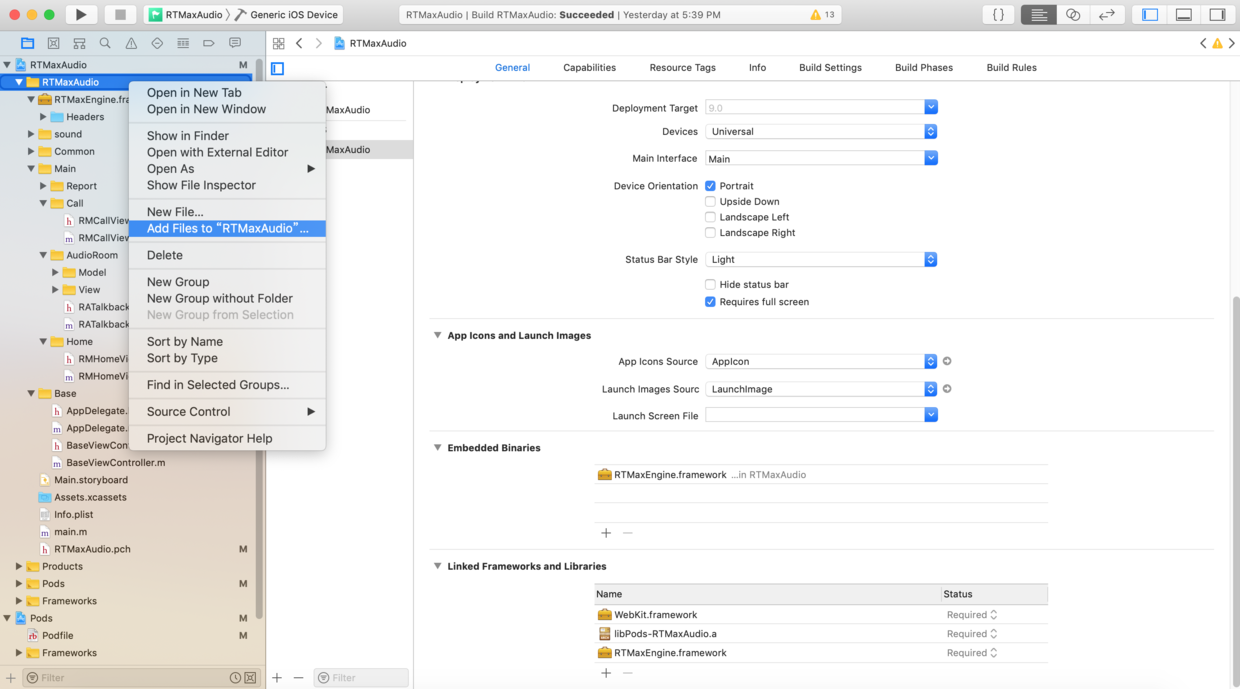 RTMaxAudio Generic iOS Device
RTMaxAudio | Build RTMaxAudio: Succeeded | Yesterday at 5:39 PM
13
RTMaxAudio
General
Capabilities
Resource Tags
Info
Build Settings
Build Phases
Build Rules
RTMaxAudio M
RTMaxAudio
RTMaxEngine.fra
Headers
sound
Common
Main
Report
Call
RMCallView
RMCallView
AudioRoom
Model
View
RATalkback
RATalkback
Home
RMHomeVi
RMHomeVi
Base
AppDelegate.
AppDelegate.
BaseViewCon
BaseViewController.m
Main.storyboard
Assets.xcassets
Info.plist
main.m
RTMaxAudio.pch M
Products
Pods M
Frameworks
Pods M
Podfile M
Frameworks
Filter
Open in New Tab
Open in New Window
Show in Finder
Open with External Editor
Open As
Show File Inspector
New File...
Add Files to “RTMaxAudio”...
Delete
New Group
New Group without Folder
New Group from Selection
Sort by Name
Sort by Type
Find in Selected Groups...
Source Control
Project Navigator Help
MaxAudio
MaxAudio
Filter
Deployment Target 9.0
Devices Universal
Main Interface Main
Device Orientation Portrait
Upside Down
Landscape Left
Landscape Right
Status Bar Style Light
Hide status bar
Requires full screen
App Icons and Launch Images
App Icons Source AppIcon
Launch Images Sourc LaunchImage
Launch Screen File
Embedded Binaries
RTMaxEngine.framework ...in RTMaxAudio
Linked Frameworks and Libraries
Name Status
WebKit.framework Required
libPods-RTMaxAudio.a Required
RTMaxEngine.framework Required